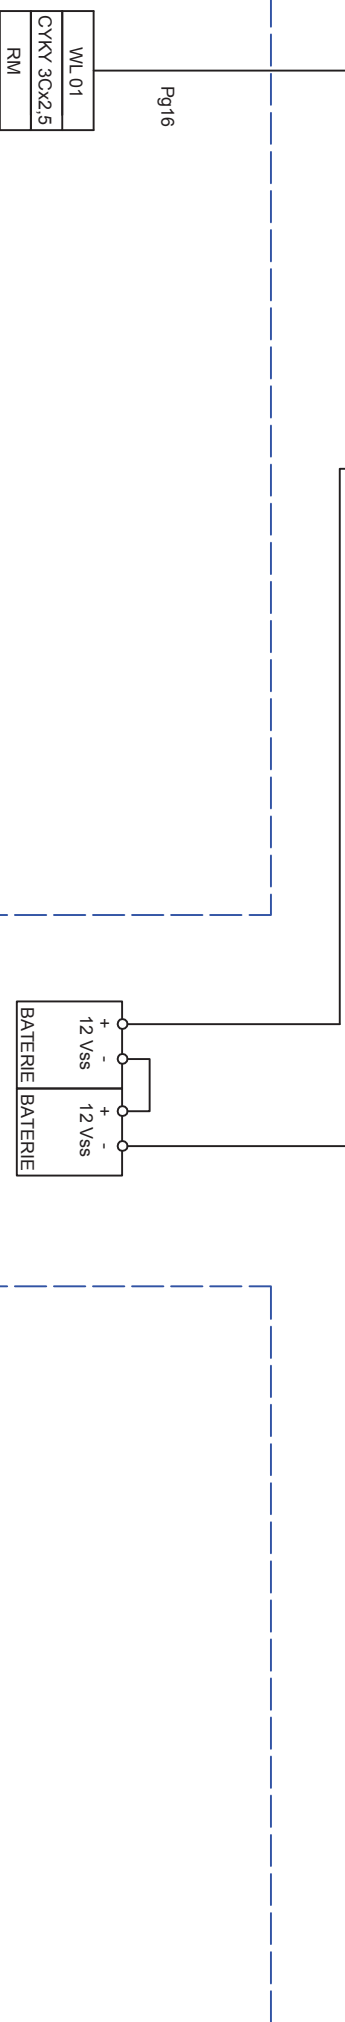 WL 01
CYKY 3Cx2,5
RM
Pg16
+ -
12 Vss
BATERIE
+ -
12 Vss
BATERIE